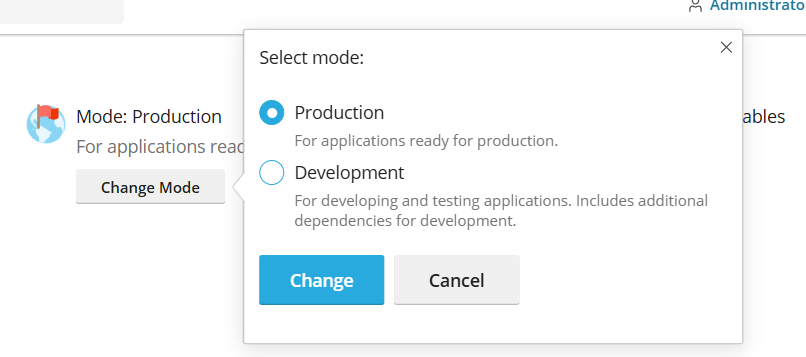 Administrato
Select mode:
Mode: Production
Production
ables
For applications read
For applications ready for production.
Change Mode
Development
For developing and testing applications. Includes additional
dependencies for development.
Change
Cancel